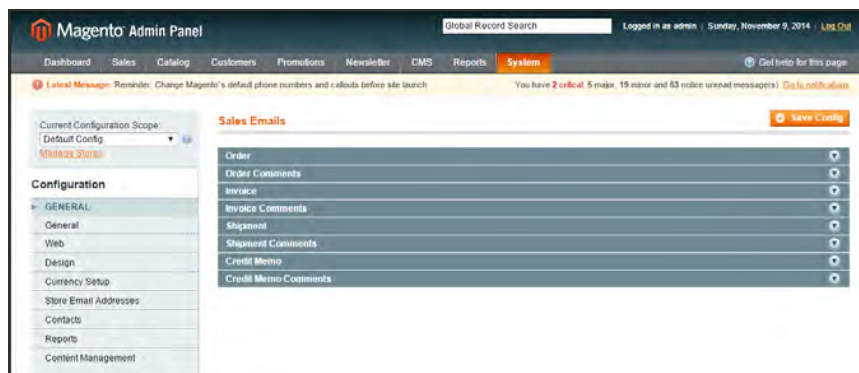 Magento Admin Panel
Global Record Search
Logged in as admin | Sunday, November 9, 2014 | Log Out
Dashboard Sales Catalog Customers Promotions Newsletter CMS Reports System
Get help for this page
Latest Message: Reminder: Change Magento's default phone numbers and callouts before site launch
You have 2 critical, 5 major, 19 minor and 63 notice unread message(s). Go to notifications
Current Configuration Scope:
Default Config
Manage Stores
Configuration
GENERAL
General
Web
Design
Currency Setup
Store Email Addresses
Contacts
Reports
Content Management
Sales Emails
Save Config
Order
Order Comments
Invoice
Invoice Comments
Shipment
Shipment Comments
Credit Memo
Credit Memo Comments